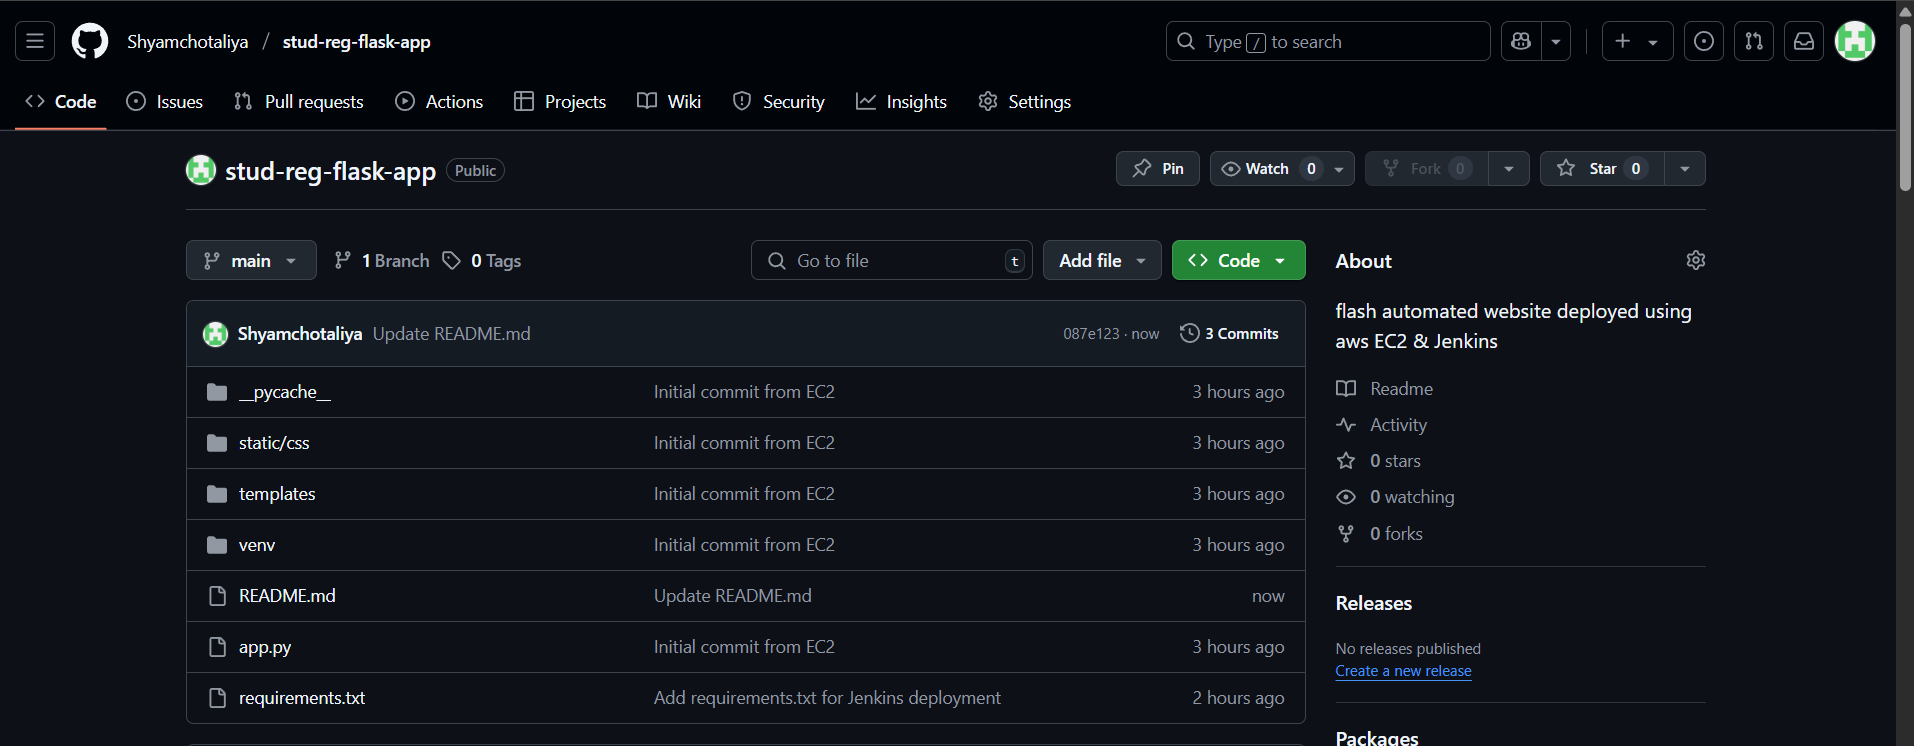 Shyamchotaliya / stud-reg-flask-app
Type / to search
Code Issues Pull requests Actions Projects Wiki Security Insights Settings
stud-reg-flask-app Public
Pin Watch 0 Fork 0 Star 0
main 1 Branch 0 Tags
Go to file t Add file Code
Shyamchotaliya Update README.md 087e123 · now 3 Commits
__pycache__ Initial commit from EC2 3 hours ago
static/css Initial commit from EC2 3 hours ago
templates Initial commit from EC2 3 hours ago
venv Initial commit from EC2 3 hours ago
README.md Update README.md now
app.py Initial commit from EC2 3 hours ago
requirements.txt Add requirements.txt for Jenkins deployment 2 hours ago
About
flash automated website deployed using
aws EC2 & Jenkins
Readme
Activity
0 stars
0 watching
0 forks
Releases
No releases published
Create a new release
Packages